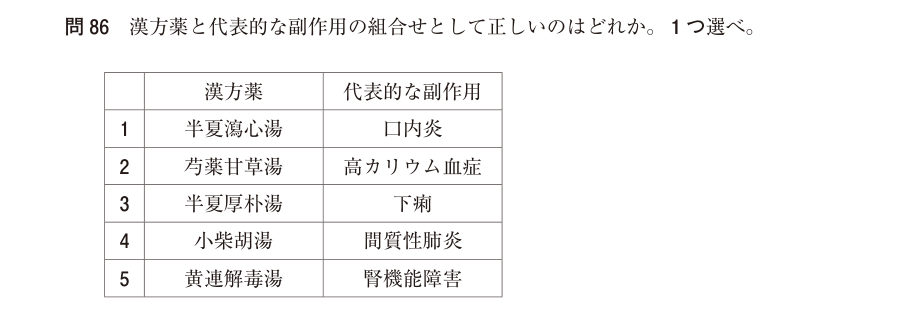 問 86 漢方薬と代表的な副作用の組合せとして正しいのはどれか。1つ選べ。
漢方薬 代表的な副作用
1 半夏瀉心湯 口内炎
2 芍薬甘草湯 高カリウム血症
3 半夏厚朴湯 下痢
4 小柴胡湯 間質性肺炎
5 黄連解毒湯 腎機能障害